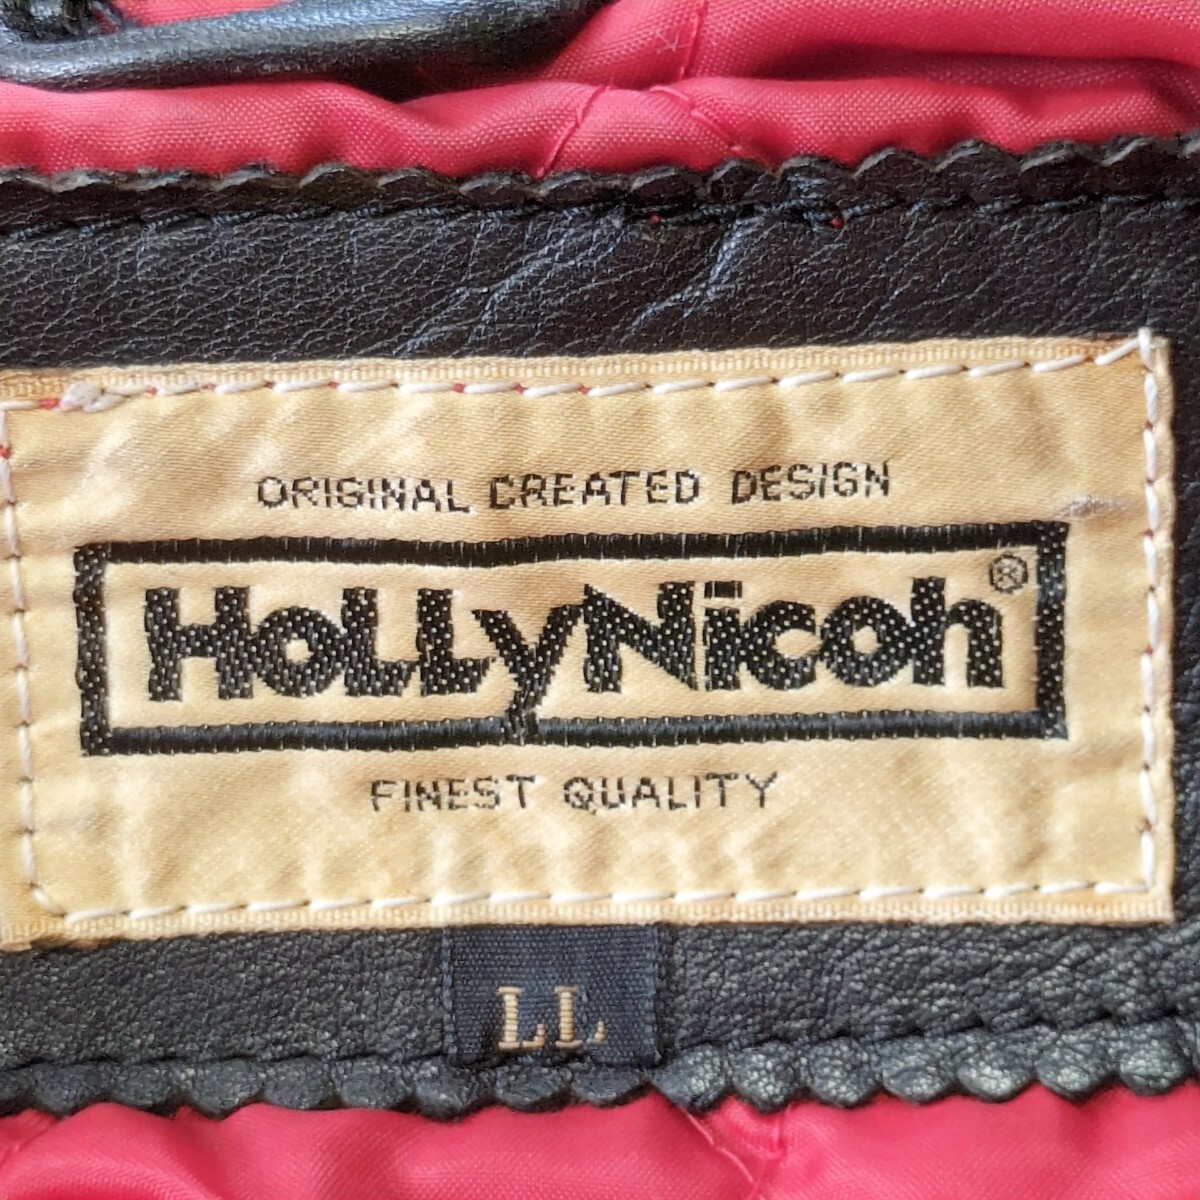 ORIGINAL CREATED DESIGN
HoLLyNicoh®
FINEST QUALITY
LL